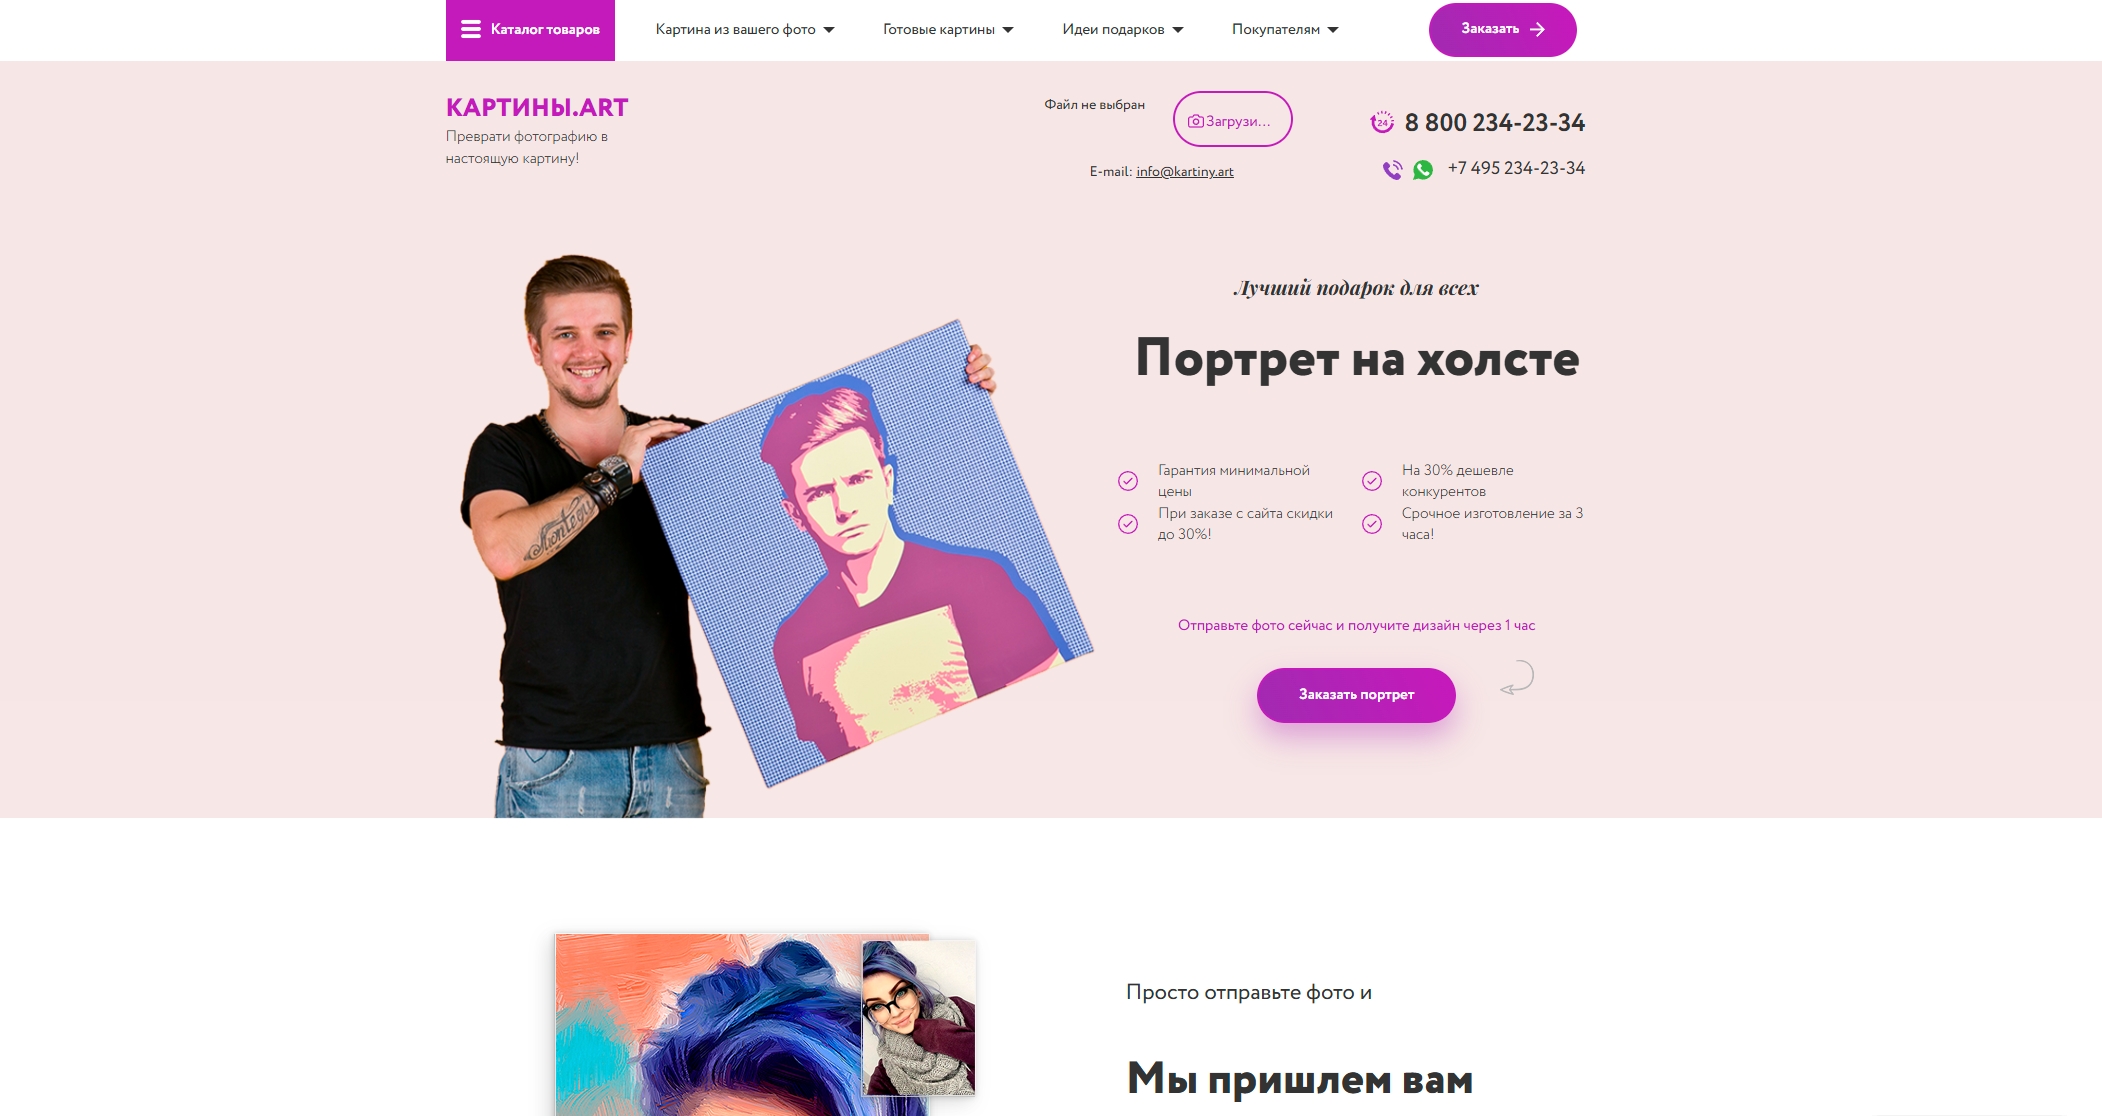 Каталог товаров
Картина из вашего фото
Готовые картины
Идеи подарков
Покупателям
Заказать
КАРТИНЫ.ART
Преврати фотографию в
настоящую картину!
Файл не выбран
Загрузи...
E-mail: info@kartiny.art
24
8 800 234-23-34
+7 495 234-23-34
Лучший подарок для всех
Портрет на холсте
Гарантия минимальной
цены
На 30% дешевле
конкурентов
При заказе с сайта скидки
до 30%!
Срочное изготовление за 3
часа!
Отправьте фото сейчас и получите дизайн через 1 час
Заказать портрет
Просто отправьте фото и
Мы пришлем вам